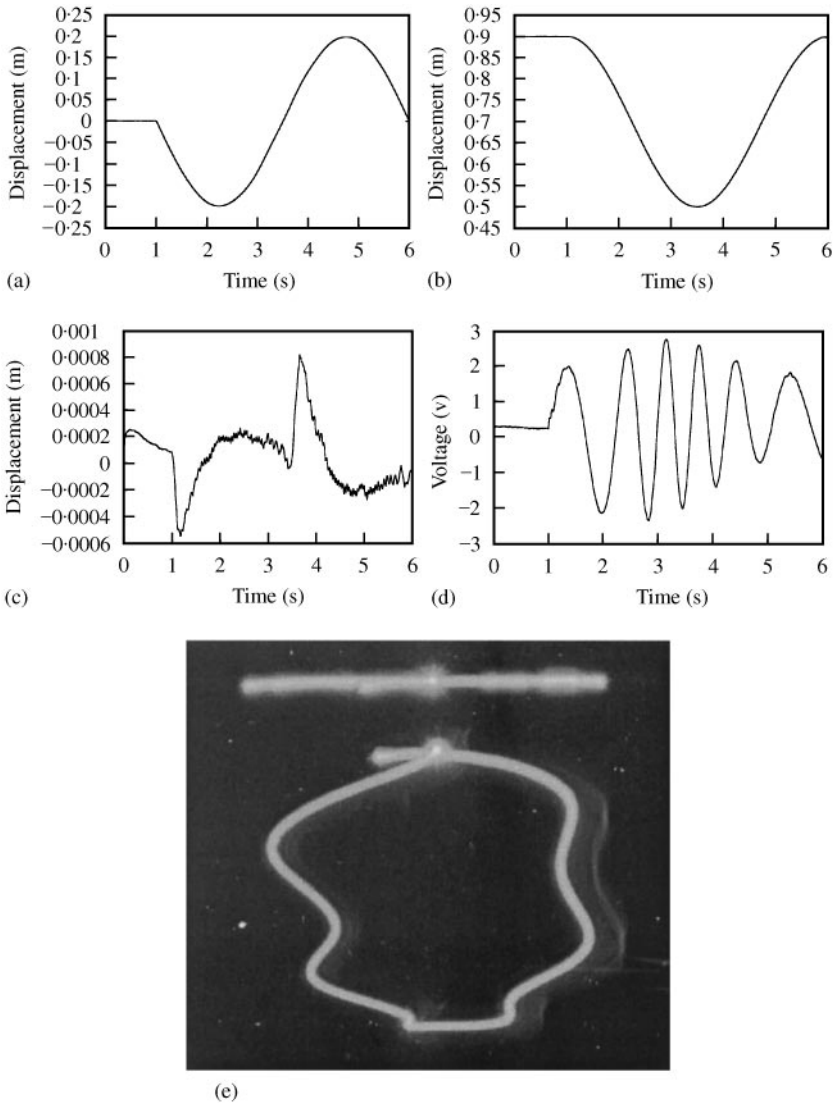 0·25
0·2
0·15
0·1
0·05
0
−0·05
−0·1
−0·15
−0·2
−0·25
Displacement (m)
0 1 2 3 4 5 6
Time (s)
(a)
0·95
0·9
0·85
0·8
0·75
0·7
0·65
0·6
0·55
0·5
0·45
Displacement (m)
0 1 2 3 4 5 6
Time (s)
(b)
0·001
0·0008
0·0006
0·0004
0·0002
0
−0·0002
−0·0004
−0·0006
Displacement (m)
0 1 2 3 4 5 6
Time (s)
(c)
3
2
1
0
−1
−2
−3
Voltage (v)
0 1 2 3 4 5 6
Time (s)
(d)
(e)